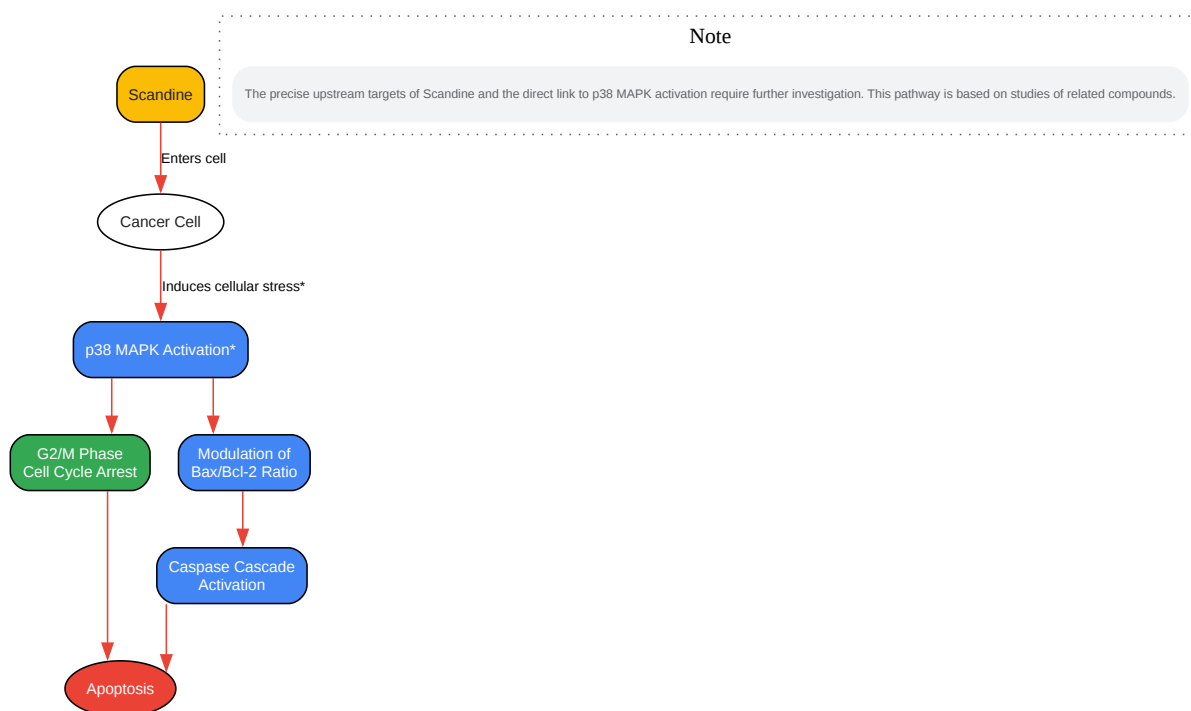 Note
Scandine
The precise upstream targets of Scandine and the direct link to p38 MAPK activation require further investigation. This pathway is based on studies of related compounds.
Enters cell
Cancer Cell
Induces cellular stress*
p38 MAPK Activation*
G2/M Phase
Cell Cycle Arrest
Modulation of
Bax/Bcl-2 Ratio
Caspase Cascade
Activation
Apoptosis